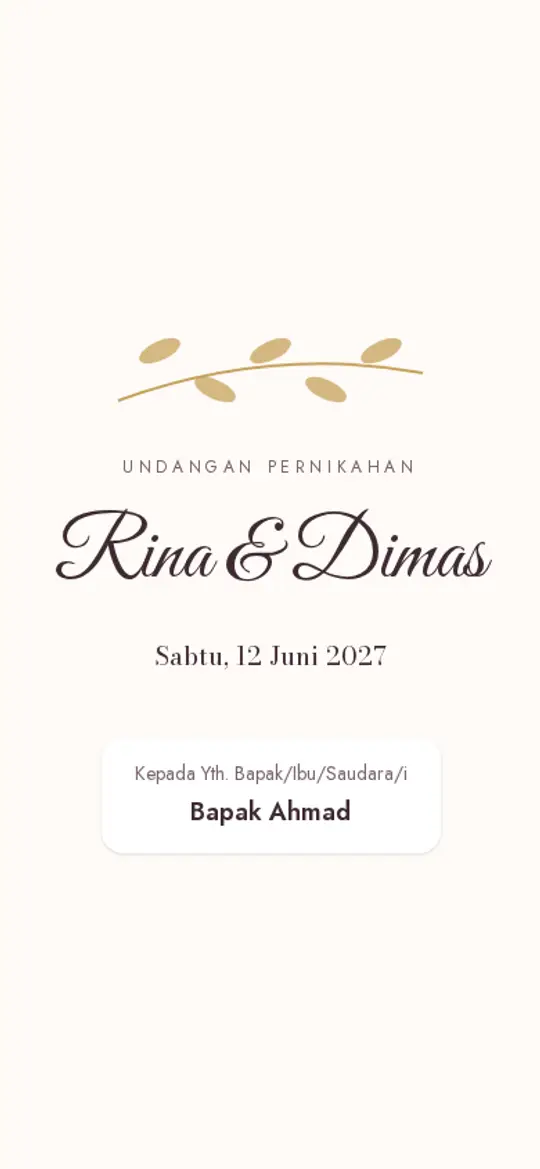 UNDANGAN PERNIKAHAN
Rina & Dimas
Sabtu, 12 Juni 2027
Kepada Yth. Bapak/Ibu/Saudara/i
Bapak Ahmad